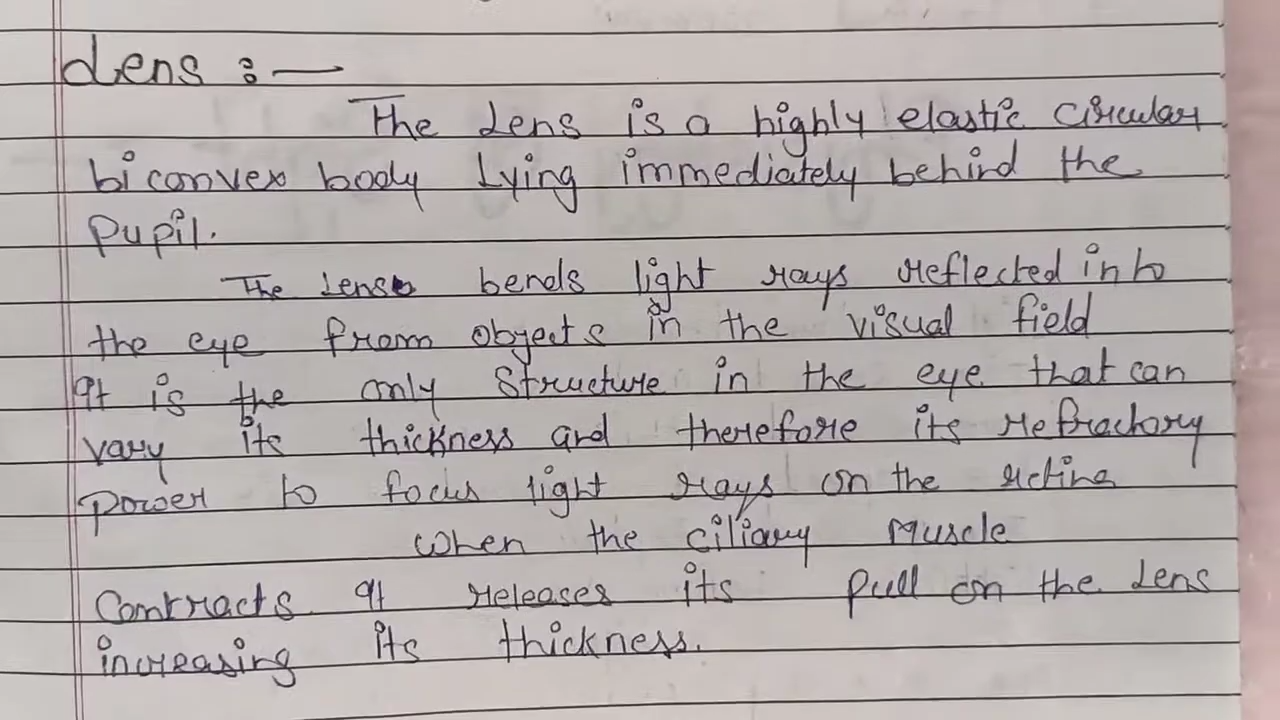 Lens :—
The Lens is a highly elastic circular
biconvex body Lying immediately behind the
Pupil.
The Lens bends light rays reflected into
the eye from objects in the visual field
It is the only Structure in the eye that can
vary its thickness and therefore its refractory
power to focus light rays on the retina
When the ciliary Muscle
Contracts It releases its Pull on the Lens
increasing its thickness.